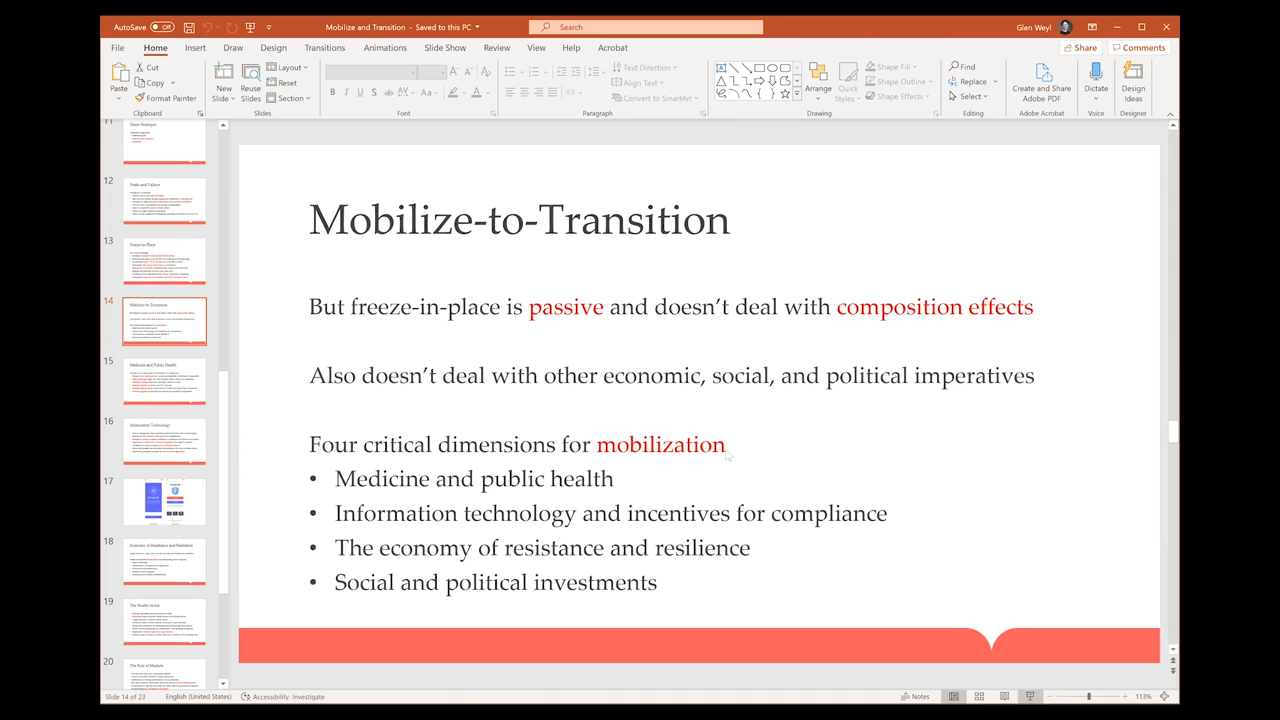 AutoSave Off Mobilize and Transition - Saved to this PC Search Glen Weyl
File Home Insert Draw Design Transitions Animations Slide Show Review View Help Acrobat Share Comments
Paste Cut Copy Format Painter Clipboard
New Slide Reuse Slides Layout Reset Section Slides
Font
Text Direction Align Text Convert to SmartArt Paragraph
Arrange Quick Styles Shape Fill Shape Outline Shape Effects Drawing
Find Replace Select Editing
Create and Share Adobe PDF Adobe Acrobat
Dictate Voice
Design Ideas Designer
11
Three Strategies
12
Peaks and Valleys
13
Freeze-in-Place
14
Mobilize-to-Transition
15
Medicine and Public Health
16
Information Technology
17
18
Economy of Resistance and Resilience
19
The Health Sector
20
The Role of Markets
Mobilize-to-Transition
But freeze-in-place is passive and doesn't deal with composition effects
Also doesn't deal with other economic, social, and political imperatives
Four critical dimensions for mobilization
• Medicine and public health
• Information technology and incentives for compliance
• The economy of resistance and resilience
• Social and political investments
Slide 14 of 23 English (United States) Accessibility: Investigate Notes 113%